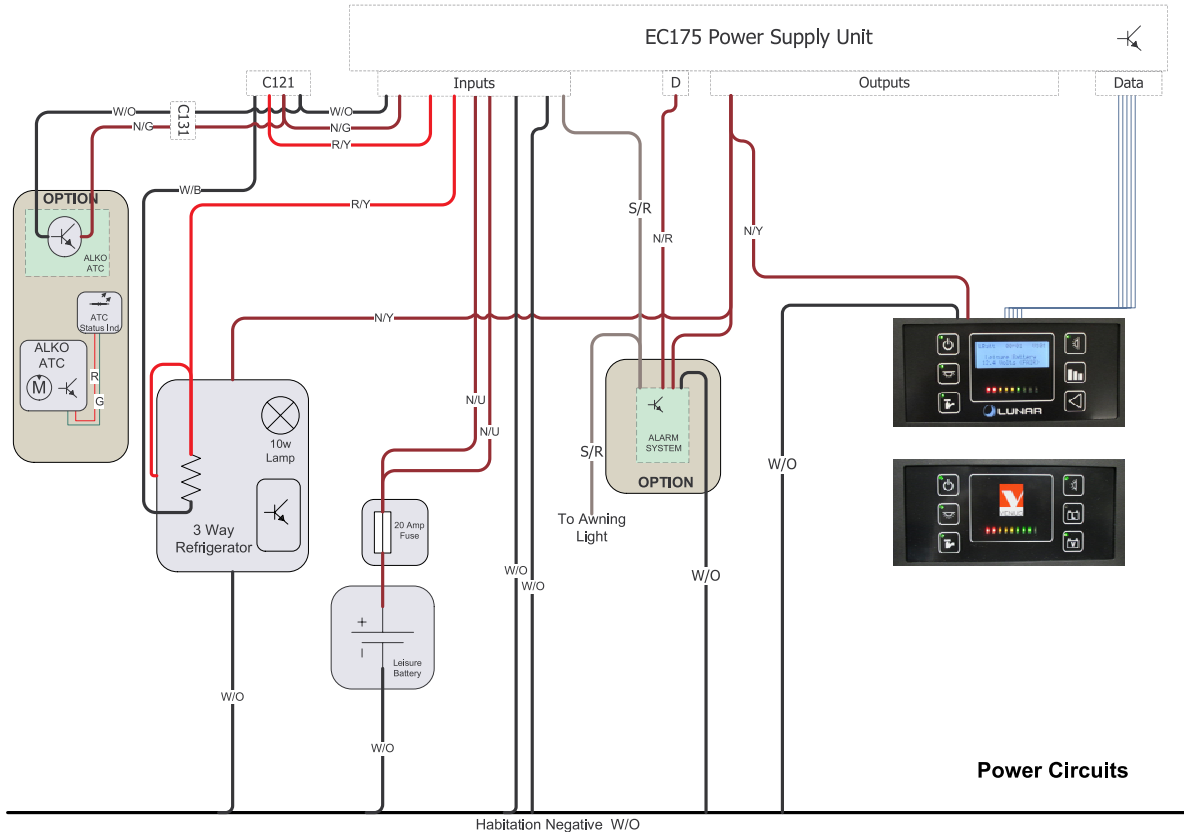 EC175 Power Supply Unit
C121
Inputs
D
Outputs
Data
W/O
C131
W/O
N/G
N/G
R/Y
W/B
R/Y
S/R
N/R
N/Y
OPTION
ALKO
ATC
ATC
Status Ind
ALKO
ATC
M
R
G
N/Y
10w
Lamp
3 Way
Refrigerator
N/U
N/U
20 Amp
Fuse
+
Leisure
Battery
ALARM
SYSTEM
OPTION
S/R
To Awning
Light
W/O
W/O
W/O
W/O
W/O
W/O
LUNAR
VENUS
Power Circuits
Habitation Negative W/O